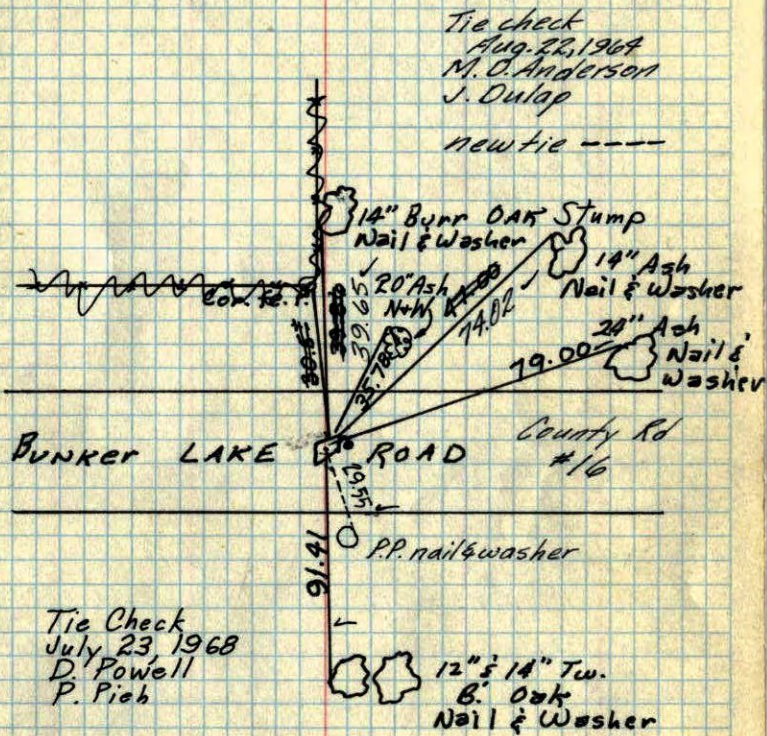 Tie check
Aug. 22, 1964
M. O. Anderson
J. Dulap
new tie ----
14" Burr OAK Stump
Nail & Washer
14" Ash
Nail & Washer
Cor. Fe. P.
39.65 ✓
20" Ash
N+W
74.02 ✓
24" Ash
Nail &
Washer
79.00 ✓
BUNKER LAKE ROAD
County Rd
#16
29.55 ✓
P.P. nail & washer
91.41
✓
Tie Check
July 23, 1968
D. Powell
P. Pieh
12" & 14" Tw.
B. Oak
Nail & Washer